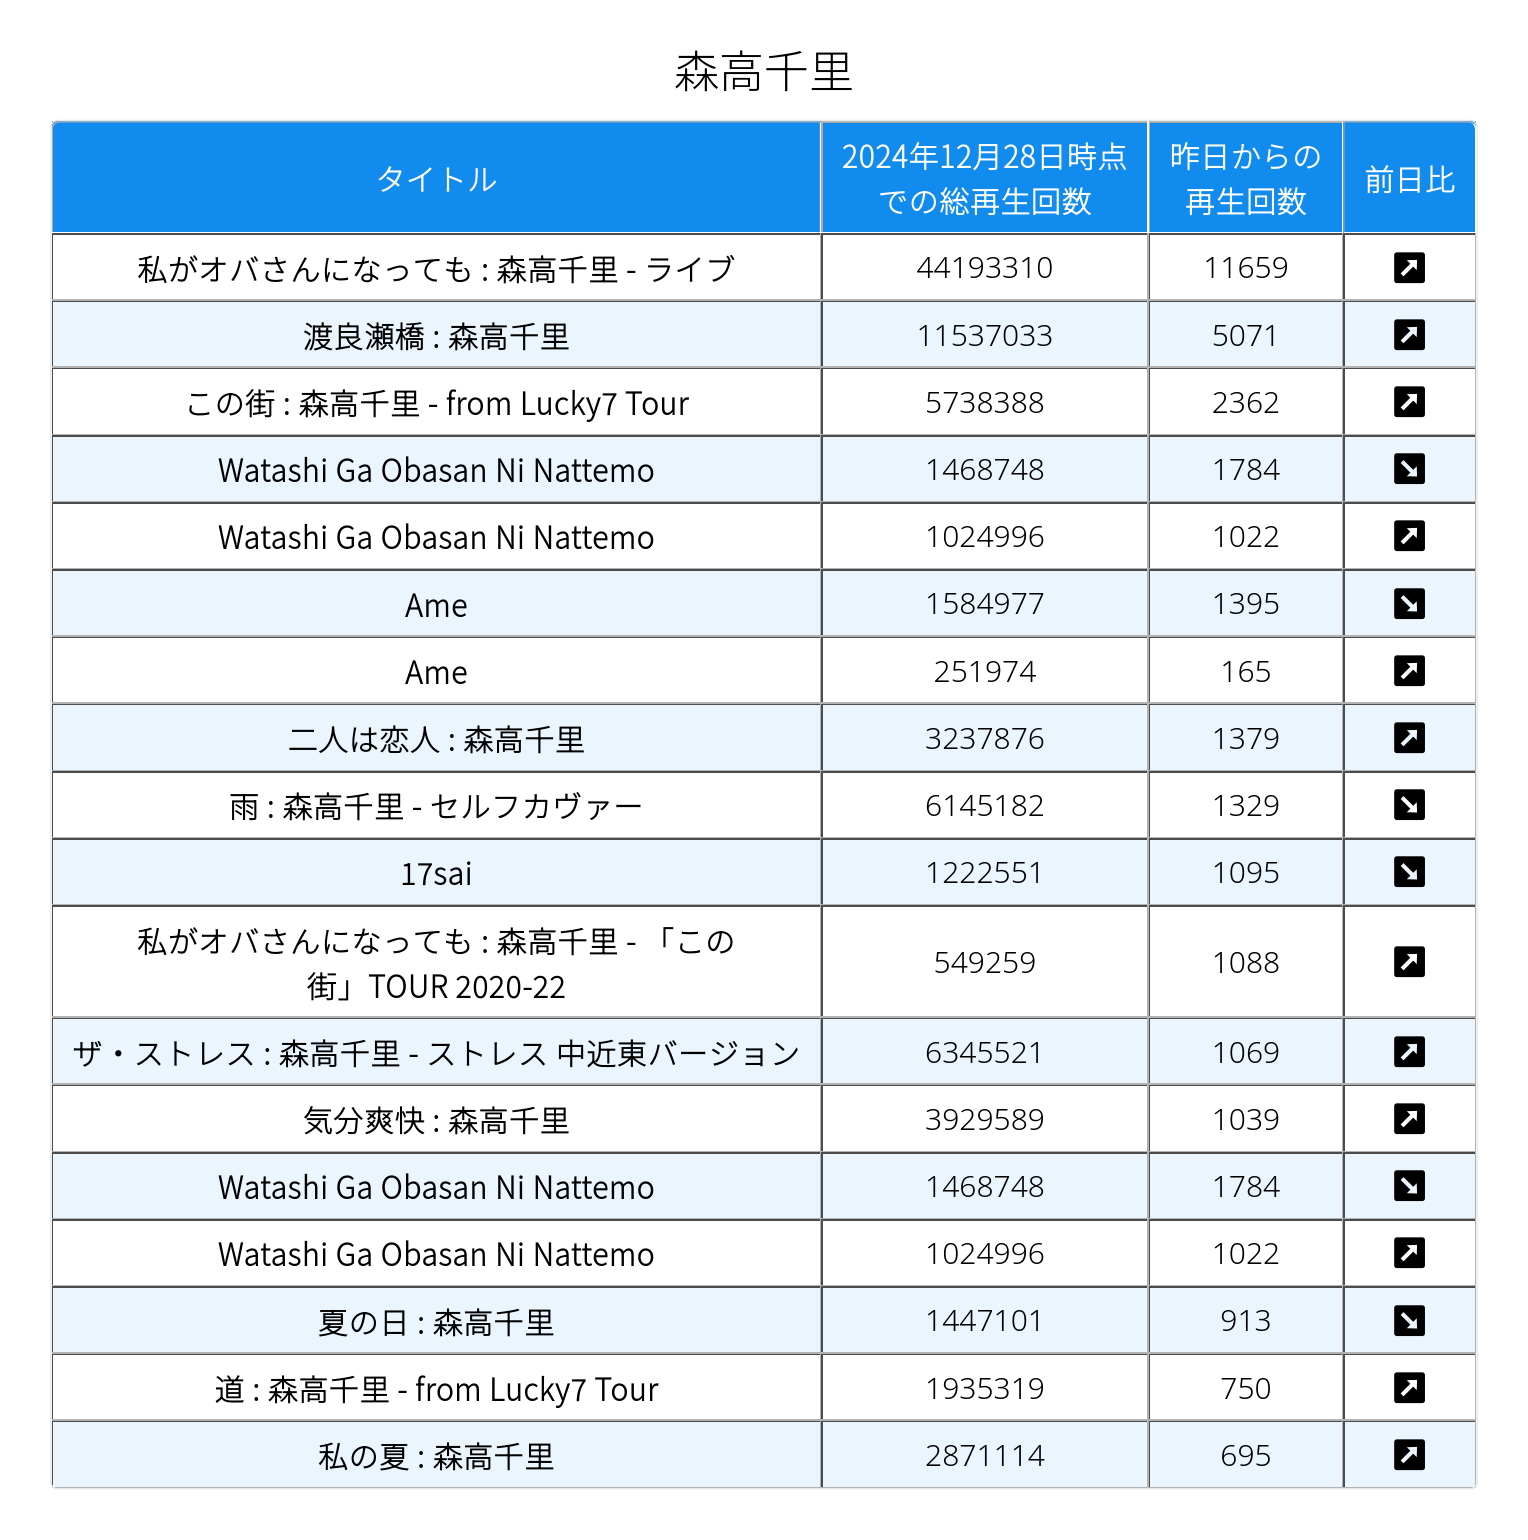 森高千里
タイトル
2024年12月28日時点
での総再生回数
昨日からの
再生回数
前日比
私がオバさんになっても : 森高千里 - ライブ 44193310 11659
渡良瀬橋 : 森高千里 11537033 5071
この街 : 森高千里 - from Lucky7 Tour 5738388 2362
Watashi Ga Obasan Ni Nattemo 1468748 1784
Watashi Ga Obasan Ni Nattemo 1024996 1022
Ame 1584977 1395
Ame 251974 165
二人は恋人 : 森高千里 3237876 1379
雨 : 森高千里 - セルフカヴァー 6145182 1329
17sai 1222551 1095
私がオバさんになっても : 森高千里 - 「この
街」TOUR 2020-22 549259 1088
ザ・ストレス : 森高千里 - ストレス 中近東バージョン 6345521 1069
気分爽快 : 森高千里 3929589 1039
Watashi Ga Obasan Ni Nattemo 1468748 1784
Watashi Ga Obasan Ni Nattemo 1024996 1022
夏の日 : 森高千里 1447101 913
道 : 森高千里 - from Lucky7 Tour 1935319 750
私の夏 : 森高千里 2871114 695